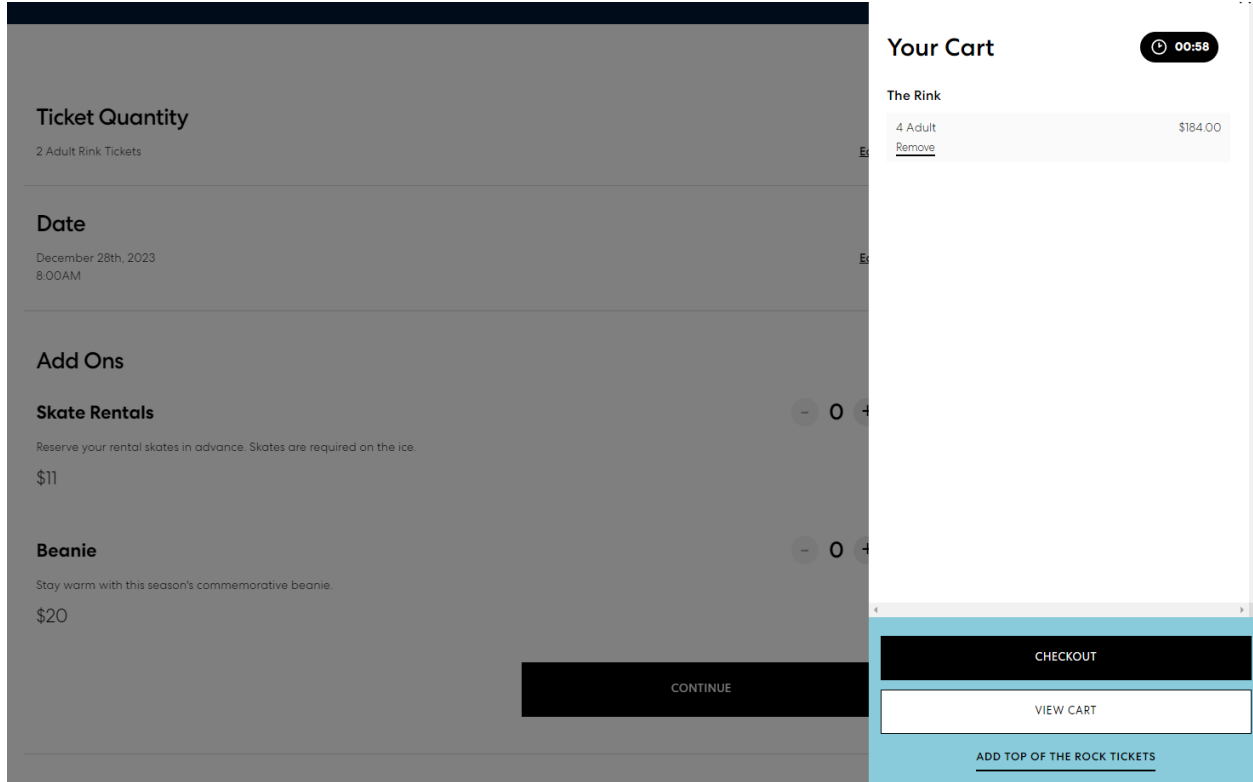 Ticket Quantity
2 Adult Rink Tickets
Date
December 28th, 2023
8:00AM
Add Ons
Skate Rentals
- 0 +
Reserve your rental skates in advance. Skates are required on the ice.
$11
Beanie
- 0 +
Stay warm with this season's commemorative beanie.
$20
CONTINUE
Your Cart
00:58
The Rink
4 Adult $184.00
Remove
CHECKOUT
VIEW CART
ADD TOP OF THE ROCK TICKETS